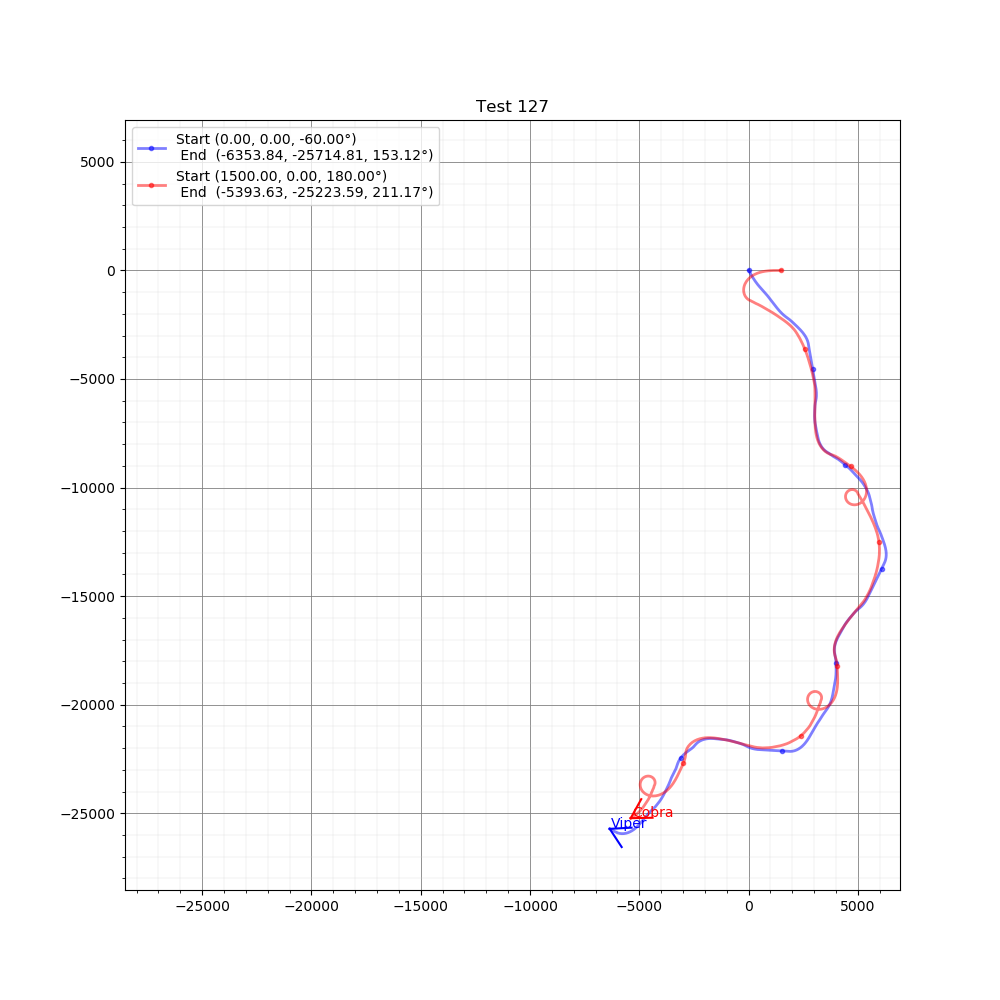 Test 127
Start (0.00, 0.00, -60.00°)
End (-6353.84, -25714.81, 153.12°)
Start (1500.00, 0.00, 180.00°)
End (-5393.63, -25223.59, 211.17°)
5000
0
−5000
−10000
−15000
−20000
−25000
Cobra
Viper
−25000 −20000 −15000 −10000 −5000 0 5000